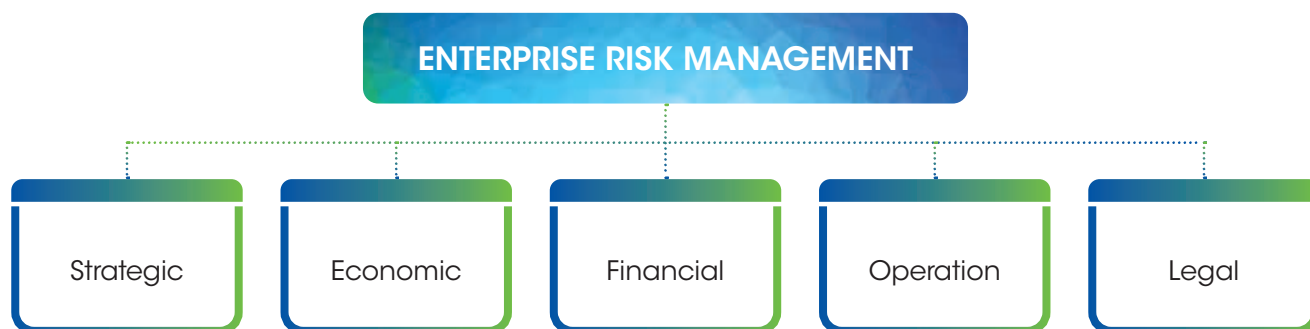 ENTERPRISE RISK MANAGEMENT
Strategic
Economic
Financial
Operation
Legal